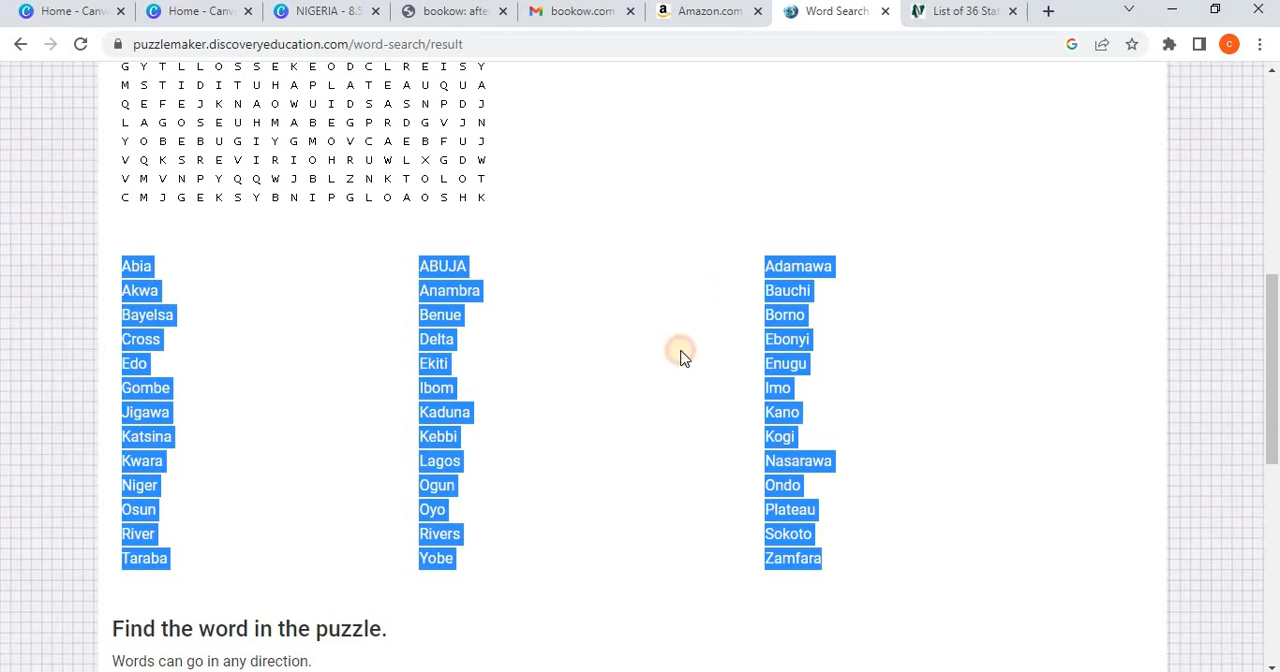 Home - Canv
Home - Canv
NIGERIA - 8.5
bookow: afte
bookow.com
Amazon.com
Word Search
List of 36 Stat
puzzlemaker.discoveryeducation.com/word-search/result
G Y T L L O S S E K E O D C L R E I S Y
M S T I D I T U H A P L A T E A U Q U A
Q E F E J K N A O W U I D S A S N P D J
L A G O S E U H M A B E G P R D G V J N
Y O B E B U G I Y G M O V C A E B F U J
V Q K S R E V I R I O H R U W L X G D W
V M V N P Y Q Q W J B L Z N K T O L O T
C M J G E K S Y B N I P G L O A O S H K
Abia ABUJA Adamawa
Akwa Anambra Bauchi
Bayelsa Benue Borno
Cross Delta Ebonyi
Edo Ekiti Enugu
Gombe Ibom Imo
Jigawa Kaduna Kano
Katsina Kebbi Kogi
Kwara Lagos Nasarawa
Niger Ogun Ondo
Osun Oyo Plateau
River Rivers Sokoto
Taraba Yobe Zamfara
Find the word in the puzzle.
Words can go in any direction.